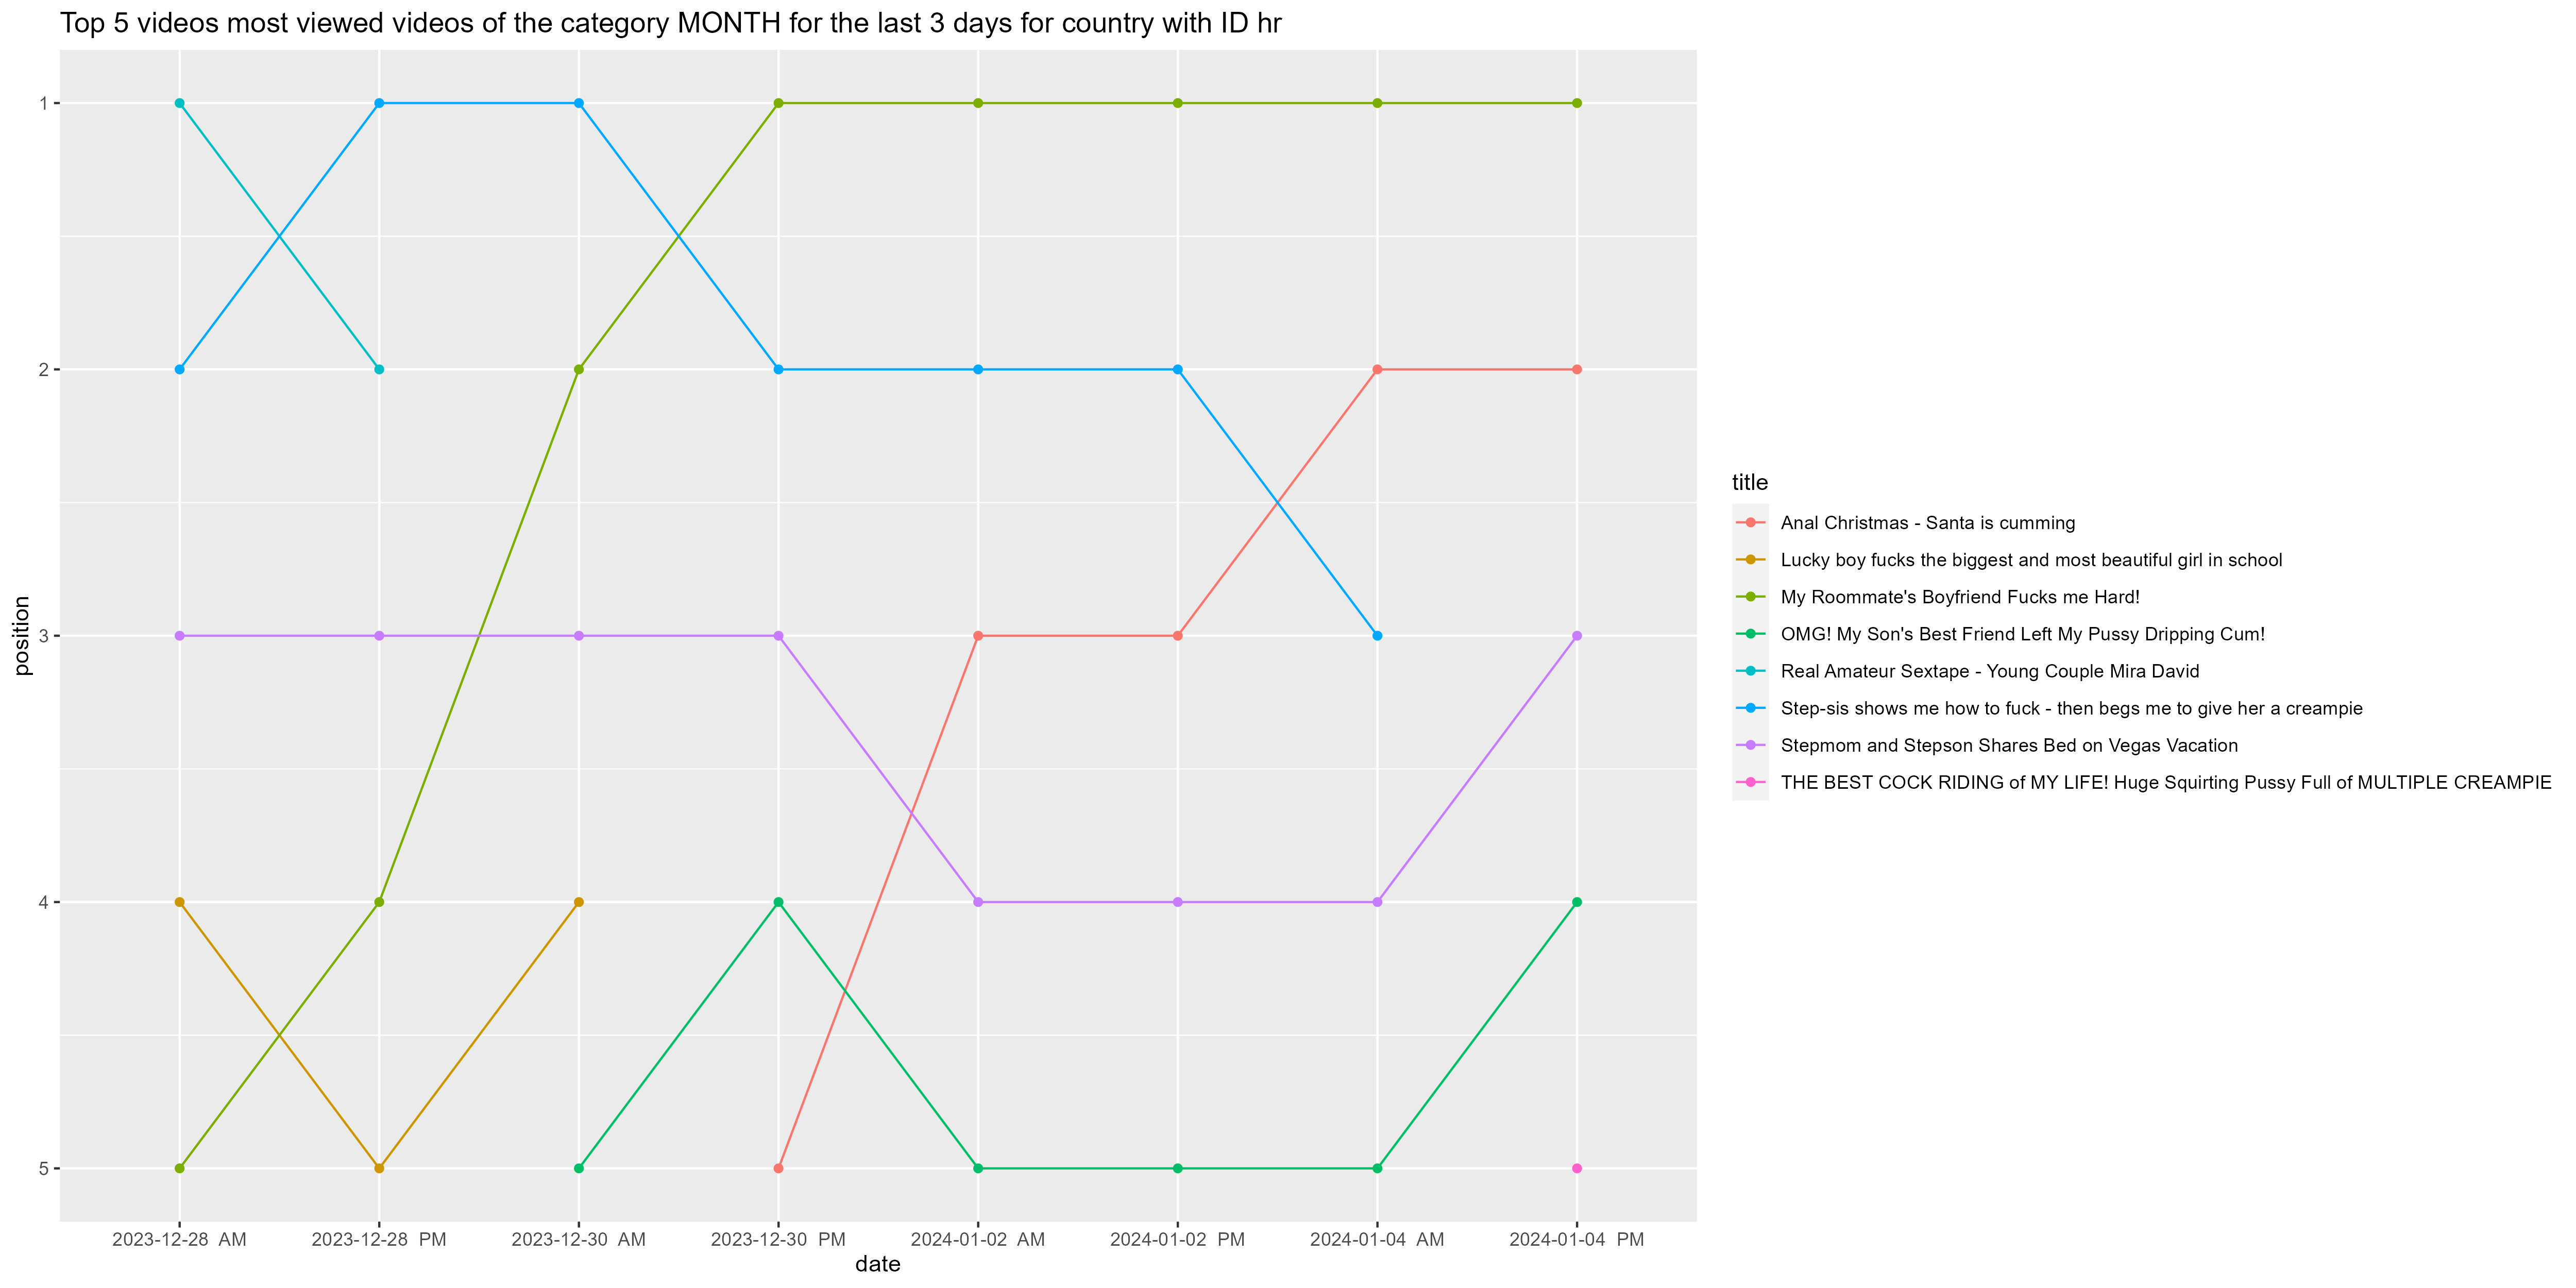 Top 5 videos most viewed videos of the category MONTH for the last 3 days for country with ID hr
position
1
2
3
4
5
2023-12-28 AM
2023-12-28 PM
2023-12-30 AM
2023-12-30 PM
2024-01-02 AM
2024-01-02 PM
2024-01-04 AM
2024-01-04 PM
date
title
Anal Christmas - Santa is cumming
Lucky boy fucks the biggest and most beautiful girl in school
My Roommate's Boyfriend Fucks me Hard!
OMG! My Son's Best Friend Left My Pussy Dripping Cum!
Real Amateur Sextape - Young Couple Mira David
Step-sis shows me how to fuck - then begs me to give her a creampie
Stepmom and Stepson Shares Bed on Vegas Vacation
THE BEST COCK RIDING of MY LIFE! Huge Squirting Pussy Full of MULTIPLE CREAMPIE